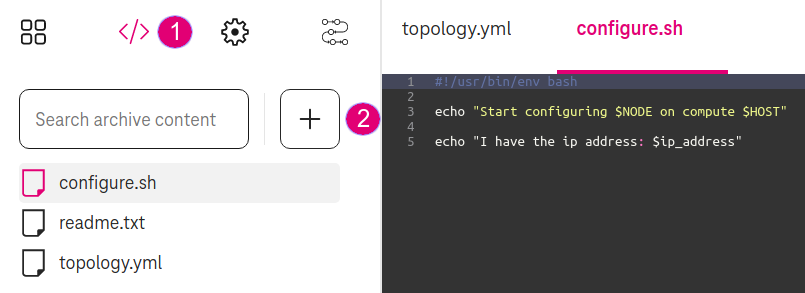 </> 1
Search archive content
+ 2
configure.sh
readme.txt
topology.yml
topology.yml configure.sh
1 #!/usr/bin/env bash
2
3 echo "Start configuring $NODE on compute $HOST"
4
5 echo "I have the ip address: $ip_address"